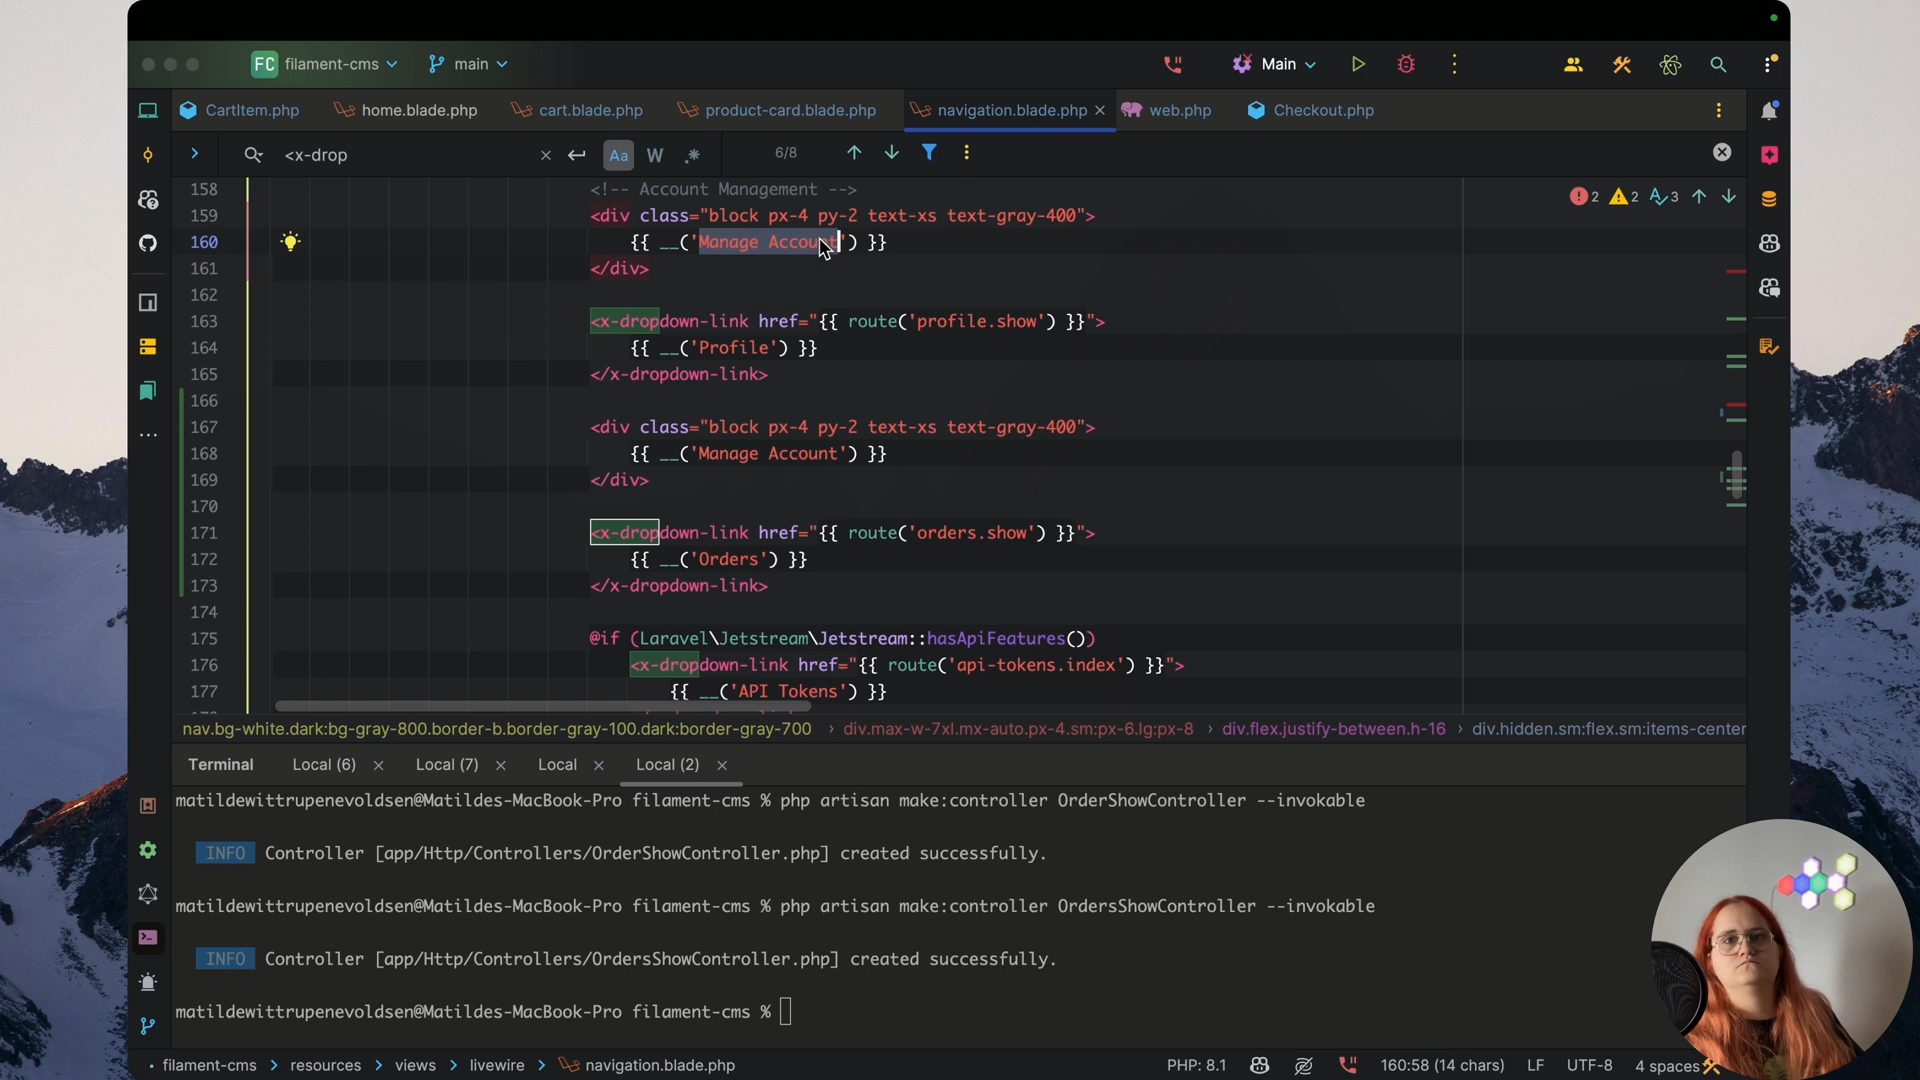 FC filament-cms main Main
CartItem.php home.blade.php cart.blade.php product-card.blade.php navigation.blade.php web.php Checkout.php
<x-drop Aa W .* 6/8
158 <!-- Account Management -->
159 <div class="block px-4 py-2 text-xs text-gray-400"> 2 2 3
160 {{ __('Manage Account') }}
161 </div>
162
163 <x-dropdown-link href="{{ route('profile.show') }}">
164 {{ __('Profile') }}
165 </x-dropdown-link>
166
167 <div class="block px-4 py-2 text-xs text-gray-400">
168 {{ __('Manage Account') }}
169 </div>
170
171 <x-dropdown-link href="{{ route('orders.show') }}">
172 {{ __('Orders') }}
173 </x-dropdown-link>
174
175 @if (Laravel\Jetstream\Jetstream::hasApiFeatures())
176 <x-dropdown-link href="{{ route('api-tokens.index') }}">
177 {{ __('API Tokens') }}
nav.bg-white.dark:bg-gray-800.border-b.border-gray-100.dark:border-gray-700 › div.max-w-7xl.mx-auto.px-4.sm:px-6.lg:px-8 › div.flex.justify-between.h-16 › div.hidden.sm:flex.sm:items-center
Terminal Local (6) Local (7) Local Local (2)
matildewittrupenevoldsen@Matildes-MacBook-Pro filament-cms % php artisan make:controller OrderShowController --invokable
INFO Controller [app/Http/Controllers/OrderShowController.php] created successfully.
matildewittrupenevoldsen@Matildes-MacBook-Pro filament-cms % php artisan make:controller OrdersShowController --invokable
INFO Controller [app/Http/Controllers/OrdersShowController.php] created successfully.
matildewittrupenevoldsen@Matildes-MacBook-Pro filament-cms %
filament-cms › resources › views › livewire › navigation.blade.php PHP: 8.1 160:58 (14 chars) LF UTF-8 4 spaces